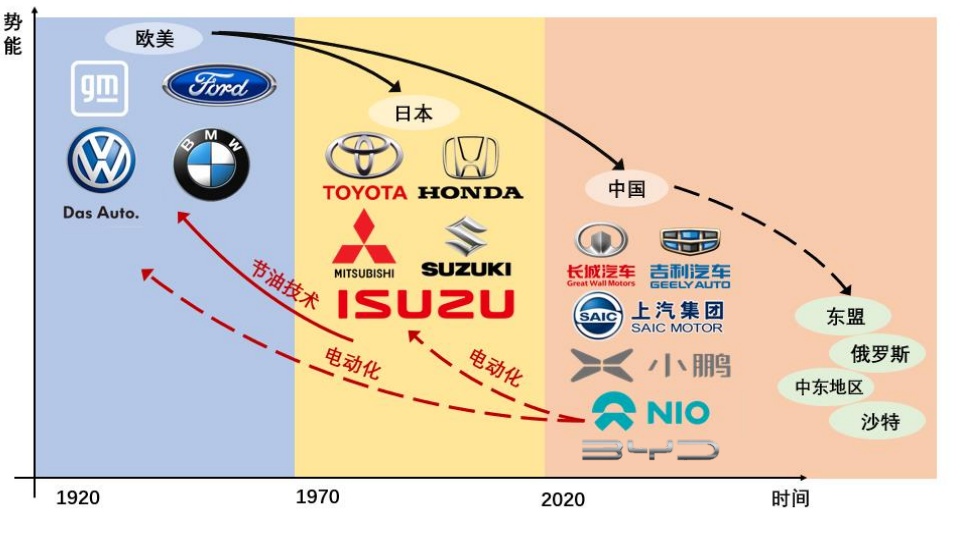 势能
欧美
gm
Ford
日本
BMW
TOYOTA
HONDA
中国
Das Auto.
MITSUBISHI
SUZUKI
长城汽车
Great Wall Motors
吉利汽车
GEELY AUTO
节油技术
ISUZU
SAIC
上汽集团
SAIC MOTOR
东盟
俄罗斯
电动化
电动化
小鹏
中东地区
NIO
沙特
BYD
1920
1970
2020
时间